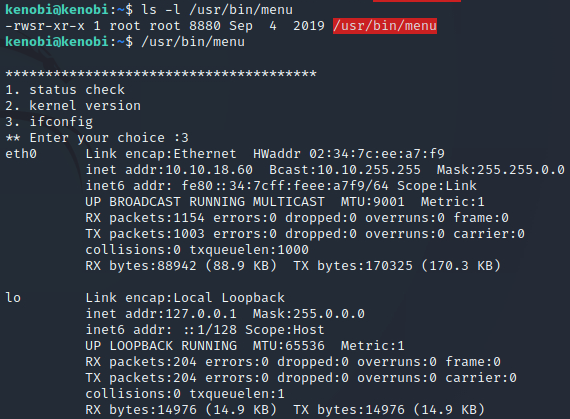 kenobi@kenobi:~$ ls -l /usr/bin/menu
-rwsr-xr-x 1 root root 8880 Sep  4  2019 /usr/bin/menu
kenobi@kenobi:~$ /usr/bin/menu
***************************************
1. status check
2. kernel version
3. ifconfig
** Enter your choice :3
eth0      Link encap:Ethernet  HWaddr 02:34:7c:ee:a7:f9
          inet addr:10.10.18.60  Bcast:10.10.255.255  Mask:255.255.0.0
          inet6 addr: fe80::34:7cff:feee:a7f9/64 Scope:Link
          UP BROADCAST RUNNING MULTICAST  MTU:9001  Metric:1
          RX packets:1154 errors:0 dropped:0 overruns:0 frame:0
          TX packets:1003 errors:0 dropped:0 overruns:0 carrier:0
          collisions:0 txqueuelen:1000
          RX bytes:88942 (88.9 KB)  TX bytes:170325 (170.3 KB)
lo        Link encap:Local Loopback
          inet addr:127.0.0.1  Mask:255.0.0.0
          inet6 addr: ::1/128 Scope:Host
          UP LOOPBACK RUNNING  MTU:65536  Metric:1
          RX packets:204 errors:0 dropped:0 overruns:0 frame:0
          TX packets:204 errors:0 dropped:0 overruns:0 carrier:0
          collisions:0 txqueuelen:1
          RX bytes:14976 (14.9 KB)  TX bytes:14976 (14.9 KB)